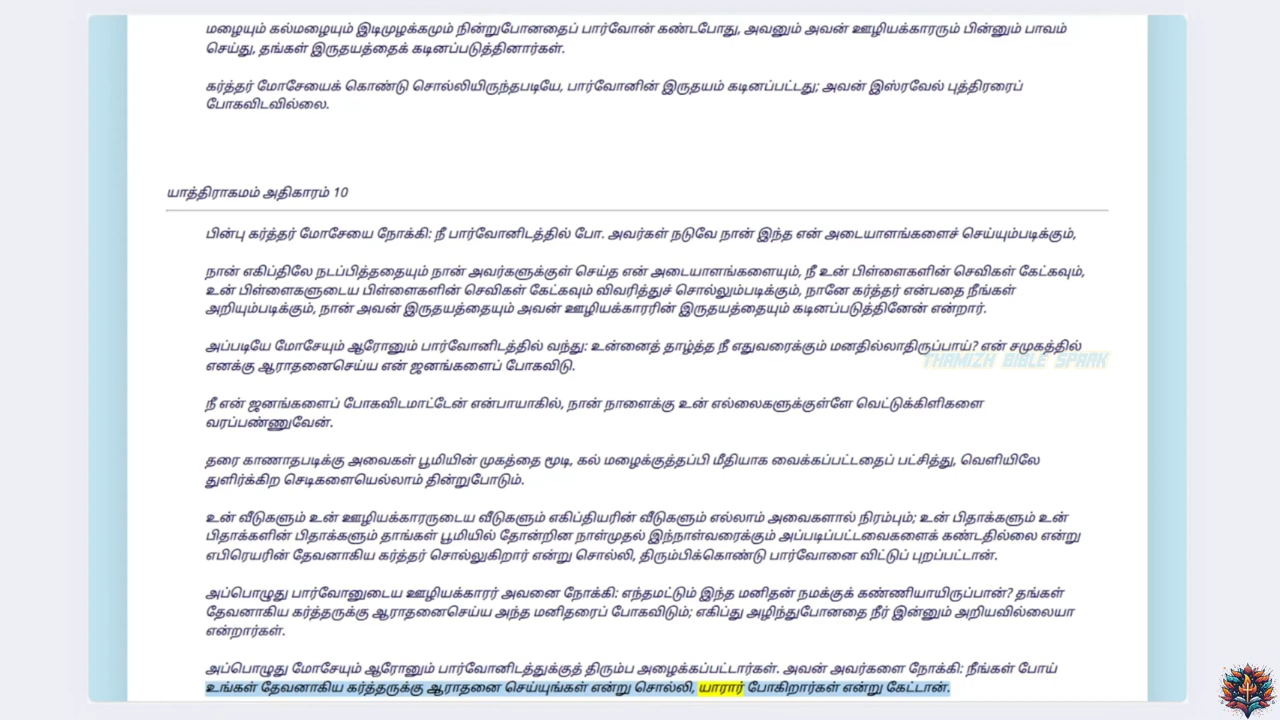 மழையும் கல்மழையும் இடிமுழக்கமும் நின்றுபோனதைப் பார்வோன் கண்டபோது, அவனும் அவன் ஊழியக்காரரும் பின்னும் பாவம்
செய்து, தங்கள் இருதயத்தைக் கடினப்படுத்தினார்கள்.
கர்த்தர் மோசேயைக் கொண்டு சொல்லியிருந்தபடியே, பார்வோனின் இருதயம் கடினப்பட்டது; அவன் இஸ்ரவேல் புத்திரரைப்
போகவிடவில்லை.
யாத்திராகமம் அதிகாரம் 10
பின்பு கர்த்தர் மோசேயை நோக்கி: நீ பார்வோனிடத்தில் போ. அவர்கள் நடுவே நான் இந்த என் அடையாளங்களைச் செய்யும்படிக்கும்,
நான் எகிப்திலே நடப்பித்ததையும் நான் அவர்களுக்குள் செய்த என் அடையாளங்களையும், நீ உன் பிள்ளைகளின் செவிகள் கேட்கவும்,
உன் பிள்ளைகளுடைய பிள்ளைகளின் செவிகள் கேட்கவும் விவரித்துச் சொல்லும்படிக்கும், நானே கர்த்தர் என்பதை நீங்கள்
அறியும்படிக்கும், நான் அவன் இருதயத்தையும் அவன் ஊழியக்காரரின் இருதயத்தையும் கடினப்படுத்தினேன் என்றார்.
அப்படியே மோசேயும் ஆரோனும் பார்வோனிடத்தில் வந்து: உன்னைத் தாழ்த்த நீ எதுவரைக்கும் மனதில்லாதிருப்பாய்? என் சமுகத்தில்
எனக்கு ஆராதனைசெய்ய என் ஜனங்களைப் போகவிடு.
THAMIZH BIBLE SPARK
நீ என் ஜனங்களைப் போகவிடமாட்டேன் என்பாயாகில், நான் நாளைக்கு உன் எல்லைகளுக்குள்ளே வெட்டுக்கிளிகளை
வரப்பண்ணுவேன்.
தரை காணாதபடிக்கு அவைகள் பூமியின் முகத்தை மூடி, கல் மழைக்குத்தப்பி மீதியாக வைக்கப்பட்டதைப் பட்சித்து, வெளியிலே
துளிர்க்கிற செடிகளையெல்லாம் தின்றுபோடும்.
உன் வீடுகளும் உன் ஊழியக்காரருடைய வீடுகளும் எகிப்தியரின் வீடுகளும் எல்லாம் அவைகளால் நிரம்பும்; உன் பிதாக்களும் உன்
பிதாக்களின் பிதாக்களும் தாங்கள் பூமியில் தோன்றின நாள்முதல் இந்நாள்வரைக்கும் அப்படிப்பட்டவைகளைக் கண்டதில்லை என்று
எபிரெயரின் தேவனாகிய கர்த்தர் சொல்லுகிறார் என்று சொல்லி, திரும்பிக்கொண்டு பார்வோனை விட்டுப் புறப்பட்டான்.
அப்பொழுது பார்வோனுடைய ஊழியக்காரர் அவனை நோக்கி: எந்தமட்டும் இந்த மனிதன் நமக்குக் கண்ணியாயிருப்பான்? தங்கள்
தேவனாகிய கர்த்தருக்கு ஆராதனைசெய்ய அந்த மனிதரைப் போகவிடும்; எகிப்து அழிந்துபோனதை நீர் இன்னும் அறியவில்லையா
என்றார்கள்.
அப்பொழுது மோசேயும் ஆரோனும் பார்வோனிடத்துக்குத் திரும்ப அழைக்கப்பட்டார்கள். அவன் அவர்களை நோக்கி: நீங்கள் போய்
உங்கள் தேவனாகிய கர்த்தருக்கு ஆராதனை செய்யுங்கள் என்று சொல்லி, யாரார் போகிறார்கள் என்று கேட்டான்.